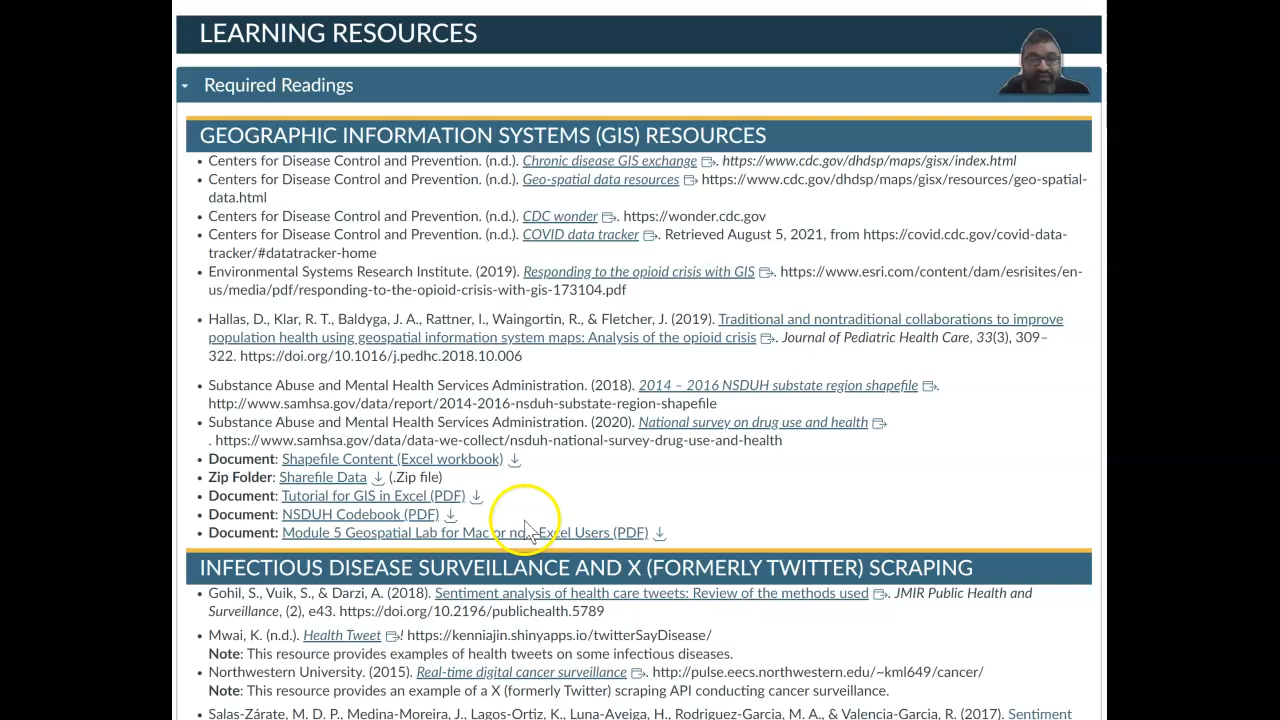 LEARNING RESOURCES
Required Readings
GEOGRAPHIC INFORMATION SYSTEMS (GIS) RESOURCES
• Centers for Disease Control and Prevention. (n.d.). Chronic disease GIS exchange. https://www.cdc.gov/dhdsp/maps/gisx/index.html
• Centers for Disease Control and Prevention. (n.d.). Geo-spatial data resources https://www.cdc.gov/dhdsp/maps/gisx/resources/geo-spatial-
data.html
• Centers for Disease Control and Prevention. (n.d.). CDC wonder. https://wonder.cdc.gov
• Centers for Disease Control and Prevention. (n.d.). COVID data tracker. Retrieved August 5, 2021, from https://covid.cdc.gov/covid-data-
tracker/#datatracker-home
• Environmental Systems Research Institute. (2019). Responding to the opioid crisis with GIS. https://www.esri.com/content/dam/esrisites/en-
us/media/pdf/responding-to-the-opioid-crisis-with-gis-173104.pdf
• Hallas, D., Klar, R. T., Baldyga, J. A., Rattner, I., Waingortin, R., & Fletcher, J. (2019). Traditional and nontraditional collaborations to improve
population health using geospatial information system maps: Analysis of the opioid crisis. Journal of Pediatric Health Care, 33(3), 309–
322. https://doi.org/10.1016/j.pedhc.2018.10.006
• Substance Abuse and Mental Health Services Administration. (2018). 2014 – 2016 NSDUH substate region shapefile.
http://www.samhsa.gov/data/report/2014-2016-nsduh-substate-region-shapefile
• Substance Abuse and Mental Health Services Administration. (2020). National survey on drug use and health
. https://www.samhsa.gov/data/data-we-collect/nsduh-national-survey-drug-use-and-health
• Document: Shapefile Content (Excel workbook)
• Zip Folder: Sharefile Data (.Zip file)
• Document: Tutorial for GIS in Excel (PDF)
• Document: NSDUH Codebook (PDF)
• Document: Module 5 Geospatial Lab for Mac or Excel Users (PDF)
INFECTIOUS DISEASE SURVEILLANCE AND X (FORMERLY TWITTER) SCRAPING
• Gohil, S., Vuik, S., & Darzi, A. (2018). Sentiment analysis of health care tweets: Review of the methods used. JMIR Public Health and
Surveillance, (2), e43. https://doi.org/10.2196/publichealth.5789
• Mwai, K. (n.d.). Health Tweet! https://kenniajin.shinyapps.io/twitterSayDisease/
Note: This resource provides examples of health tweets on some infectious diseases.
• Northwestern University. (2015). Real-time digital cancer surveillance. http://pulse.eecs.northwestern.edu/~kml649/cancer/
Note: This resource provides an example of a X (formerly Twitter) scraping API conducting cancer surveillance.
• Salas-Zárate, M. D. P., Medina-Moreira, J., Lagos-Ortiz, K., Luna-Aveiga, H., Rodriguez-Garcia, M. A., & Valencia-Garcia, R. (2017). Sentiment